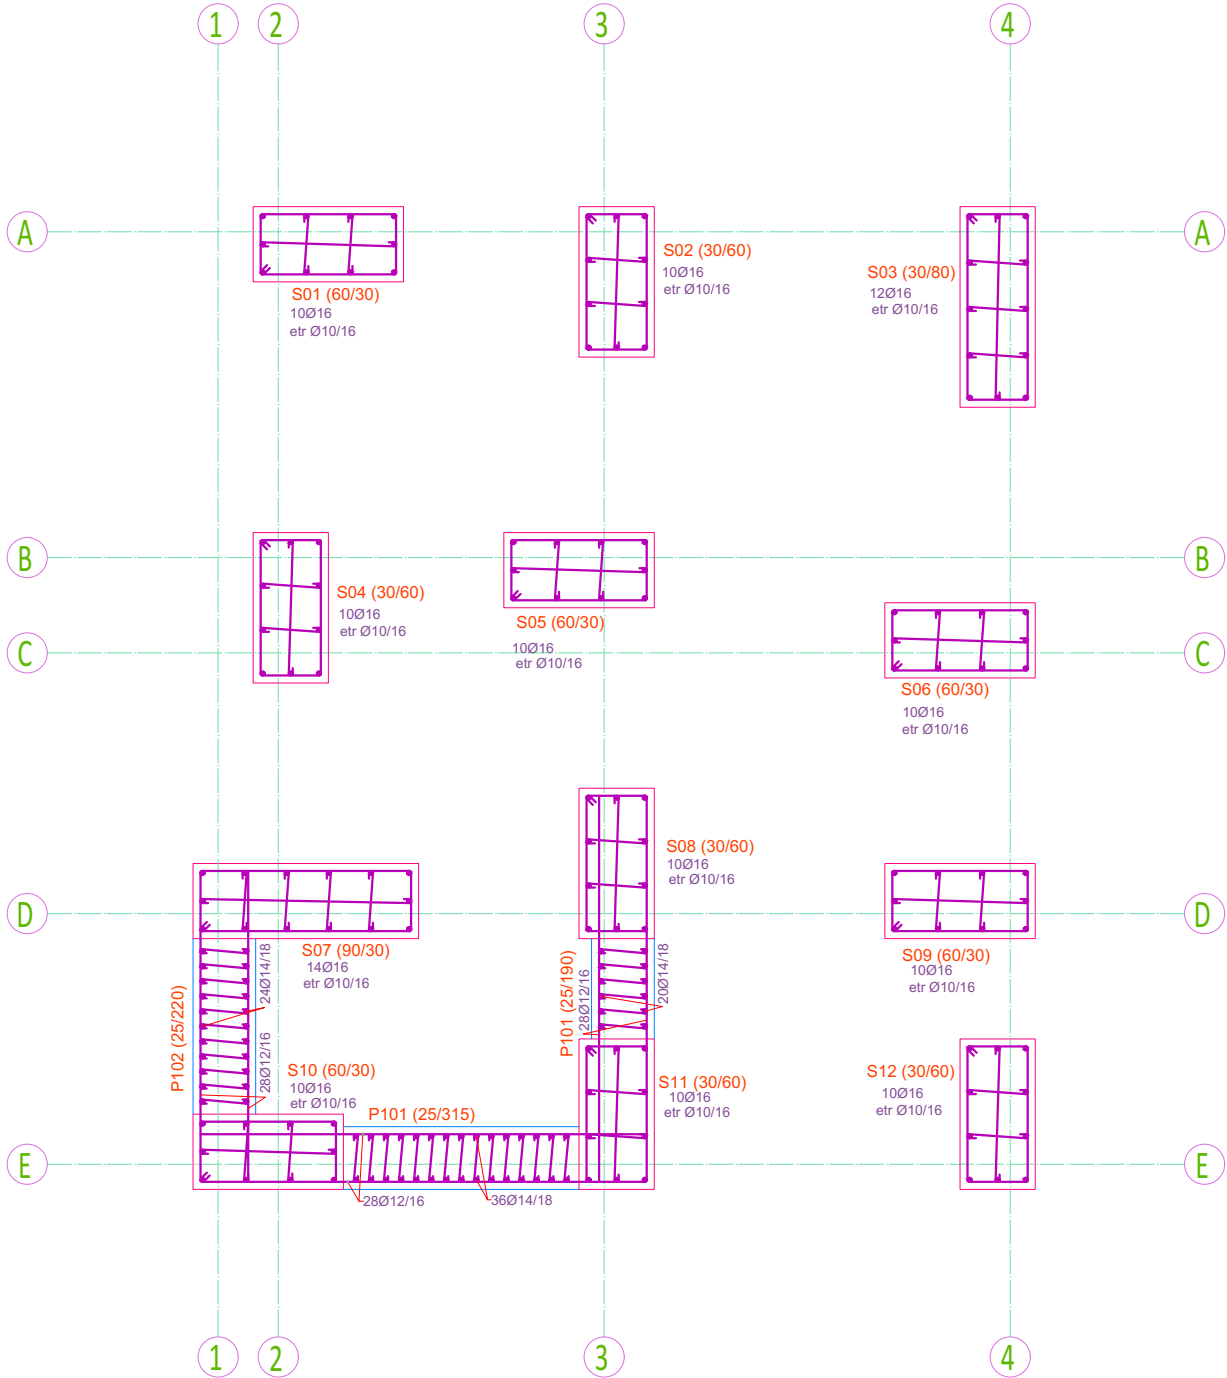 1
2
3
4
A
A
S01 (60/30)
10Ø16
etr Ø10/16
S02 (30/60)
10Ø16
etr Ø10/16
S03 (30/80)
12Ø16
etr Ø10/16
B
B
S04 (30/60)
10Ø16
etr Ø10/16
S05 (60/30)
10Ø16
etr Ø10/16
C
C
S06 (60/30)
10Ø16
etr Ø10/16
S08 (30/60)
10Ø16
etr Ø10/16
D
D
S07 (90/30)
14Ø16
etr Ø10/16
S09 (60/30)
10Ø16
etr Ø10/16
P102 (25/220)
24Ø14/18
28Ø12/16
P101 (25/190)
28Ø12/16
20Ø14/18
S10 (60/30)
10Ø16
etr Ø10/16
P101 (25/315)
S11 (30/60)
10Ø16
etr Ø10/16
S12 (30/60)
10Ø16
etr Ø10/16
E
E
28Ø12/16
36Ø14/18
1
2
3
4